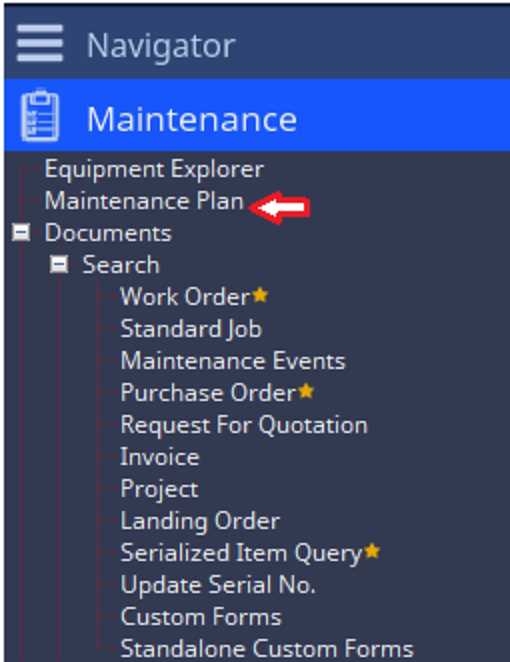 Navigator
Maintenance
Equipment Explorer
Maintenance Plan
Documents
Search
Work Order
Standard Job
Maintenance Events
Purchase Order
Request For Quotation
Invoice
Project
Landing Order
Serialized Item Query
Update Serial No.
Custom Forms
Standalone Custom Forms